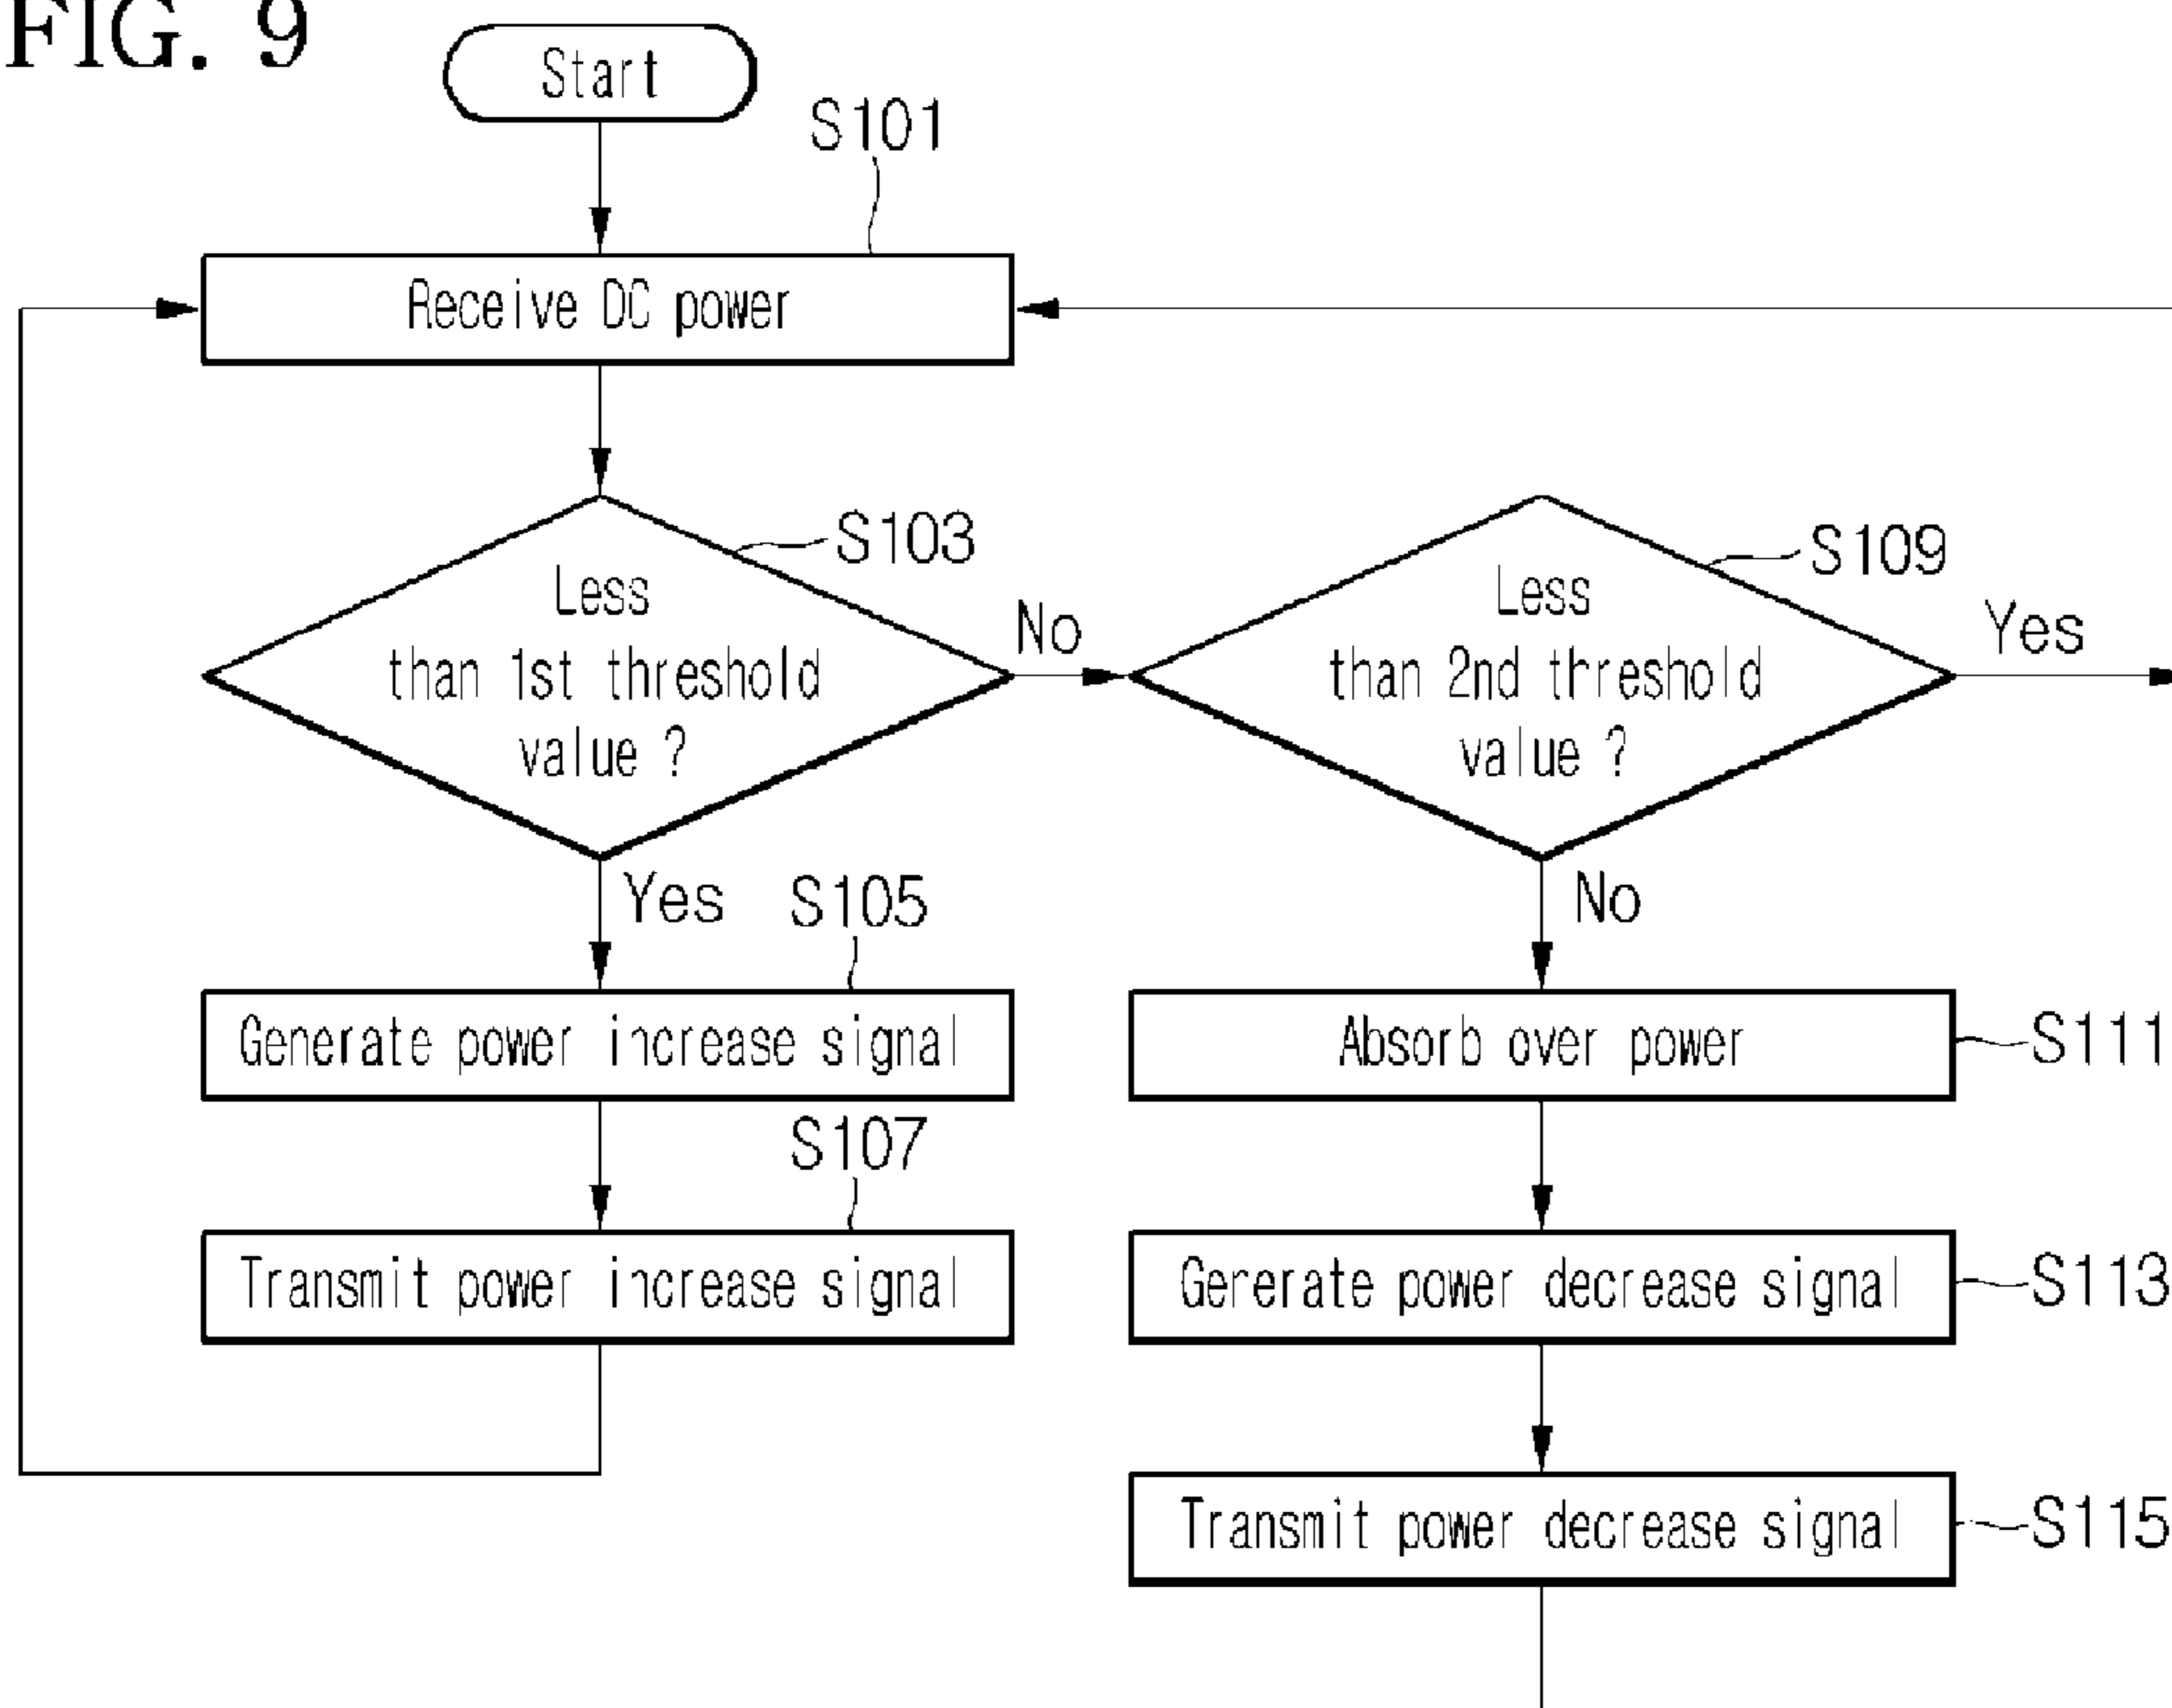 FIG. 9
Start
S101
Receive DC power
S103
Less
than 1st threshold
value ?
No
S109
Less
than 2nd threshold
value ?
Yes
Yes
S105
No
Generate power increase signal
Absorb over power
S111
S107
Transmit power increase signal
Generate power decrease signal
S113
Transmit power decrease signal
S115